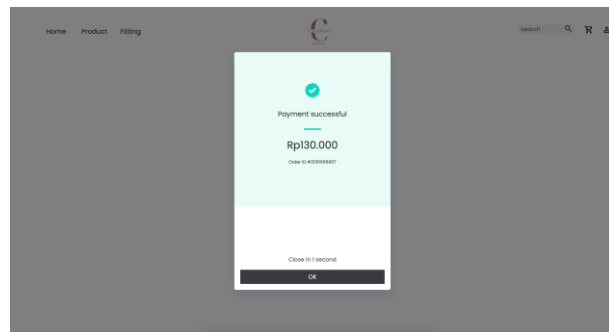 Home Product Fitting
search
Payment successful
Rp130.000
Close in 1 second
OK